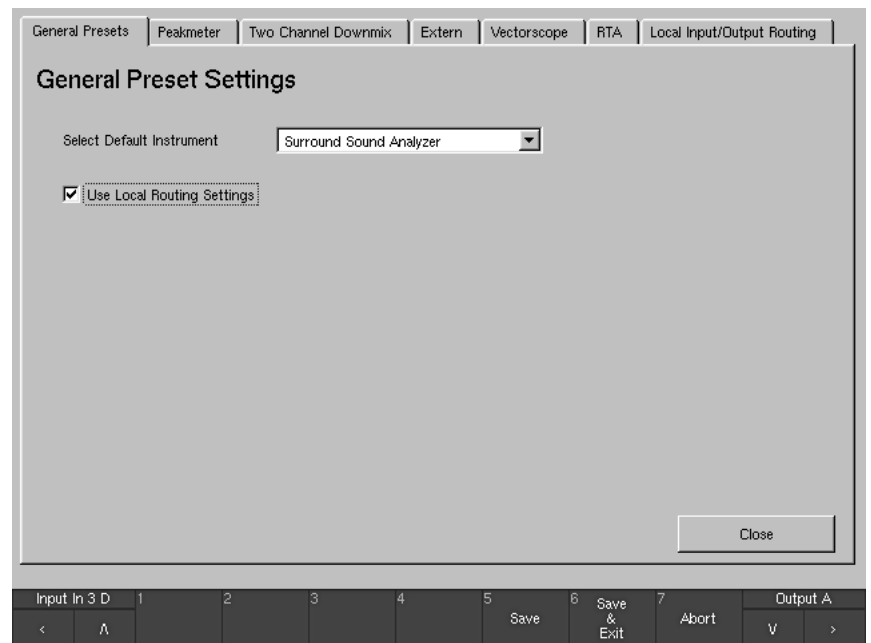 General Presets Peakmeter Two Channel Downmix Extern Vectorscope RTA Local Input/Output Routing
General Preset Settings
Select Default Instrument Surround Sound Analyzer
Use Local Routing Settings
Close
Input In 3 D 1 2 3 4 5 6 7 Output A
< Λ Save Save & Exit Abort V >